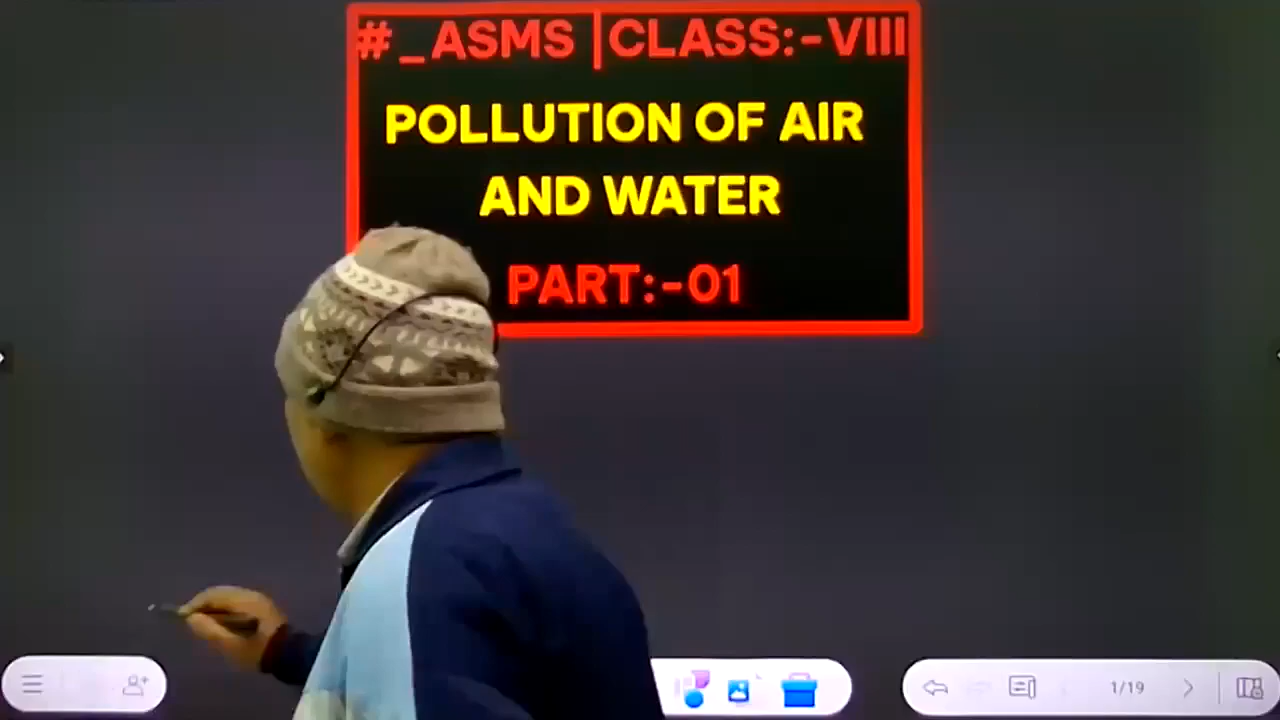 #_ASMS |CLASS:-VIII
POLLUTION OF AIR
AND WATER
PART:-01
1/19